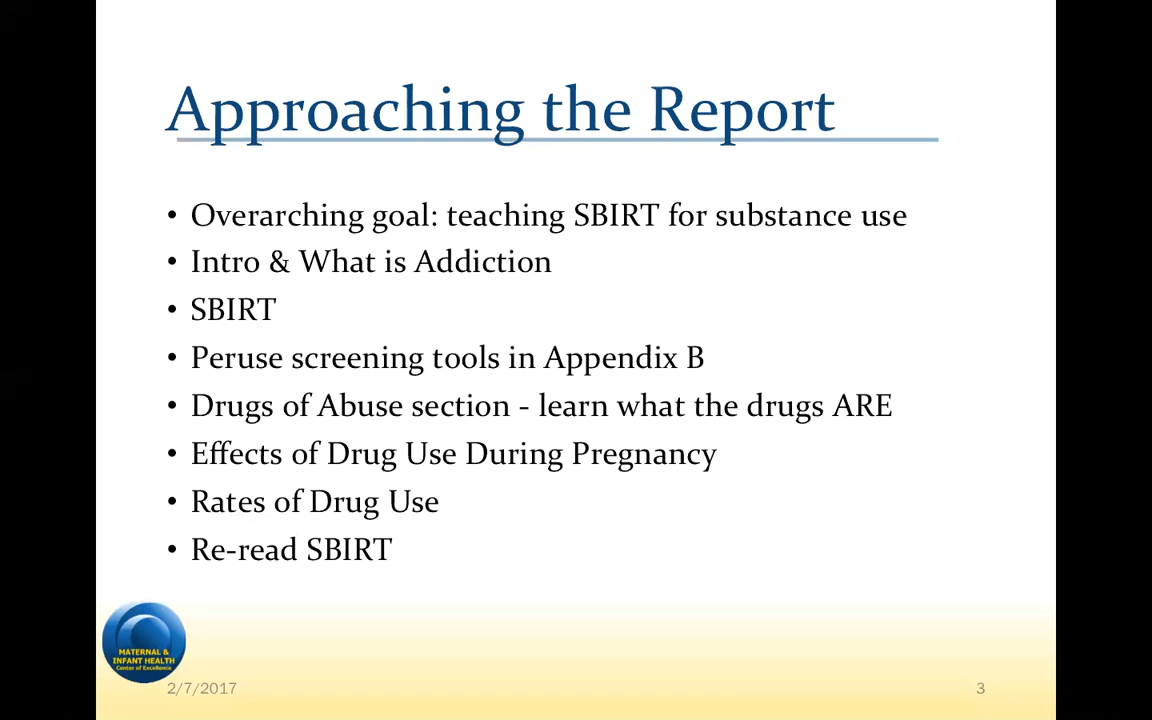 Approaching the Report
• Overarching goal: teaching SBIRT for substance use
• Intro & What is Addiction
• SBIRT
• Peruse screening tools in Appendix B
• Drugs of Abuse section - learn what the drugs ARE
• Effects of Drug Use During Pregnancy
• Rates of Drug Use
• Re-read SBIRT
MATERNAL &
INFANT HEALTH
Center of Excellence
2/7/2017
3